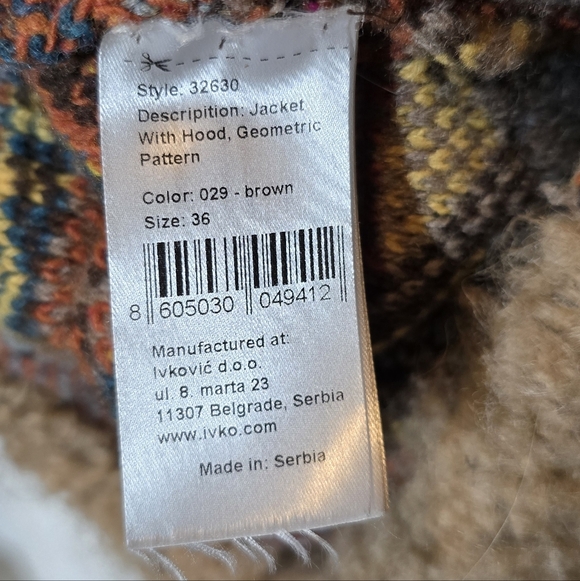 Style: 32630
Descripition: Jacket
With Hood, Geometric
Pattern
Color: 029 - brown
Size: 36
8 605030 049412
Manufactured at:
Ivković d.o.o.
ul. 8. marta 23
11307 Belgrade, Serbia
www.ivko.com
Made in: Serbia